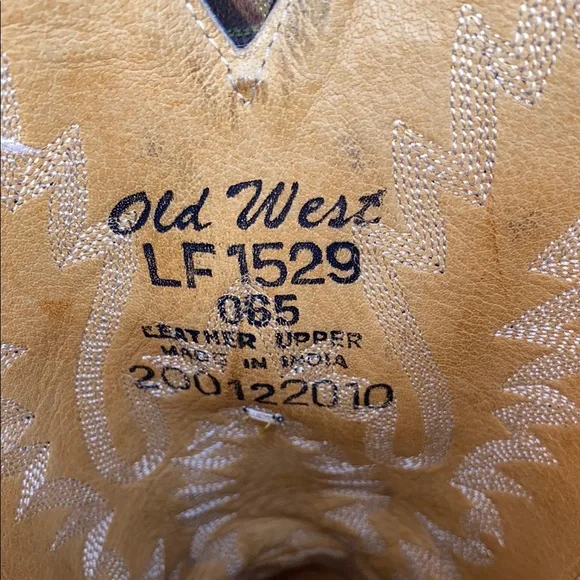 Old West
LF1529
065
LEATHER UPPER
MADE IN INDIA
200122010